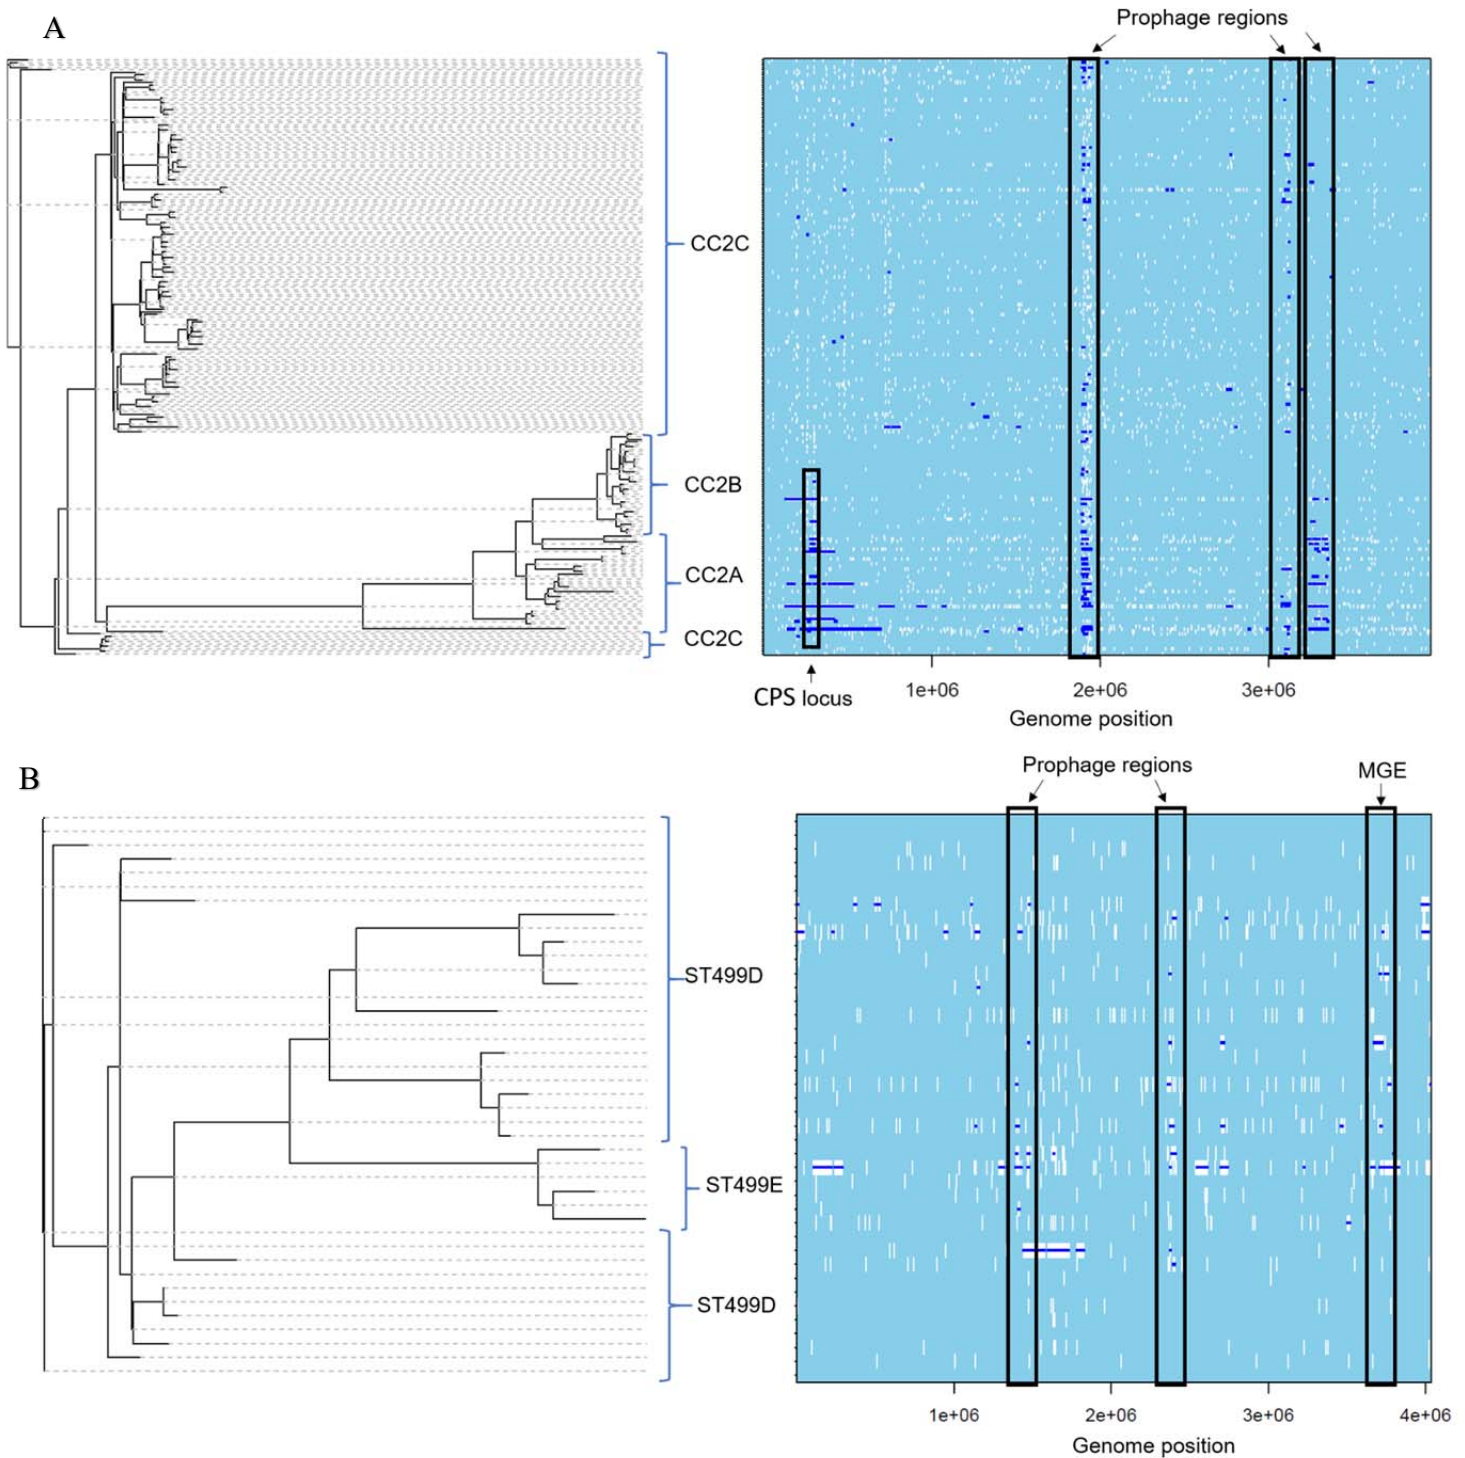 A
Prophage regions
CC2C
CC2B
CC2A
CC2C
CPS locus
1e+06
2e+06
3e+06
Genome position
B
Prophage regions
MGE
ST499D
ST499E
ST499D
1e+06
2e+06
3e+06
4e+06
Genome position